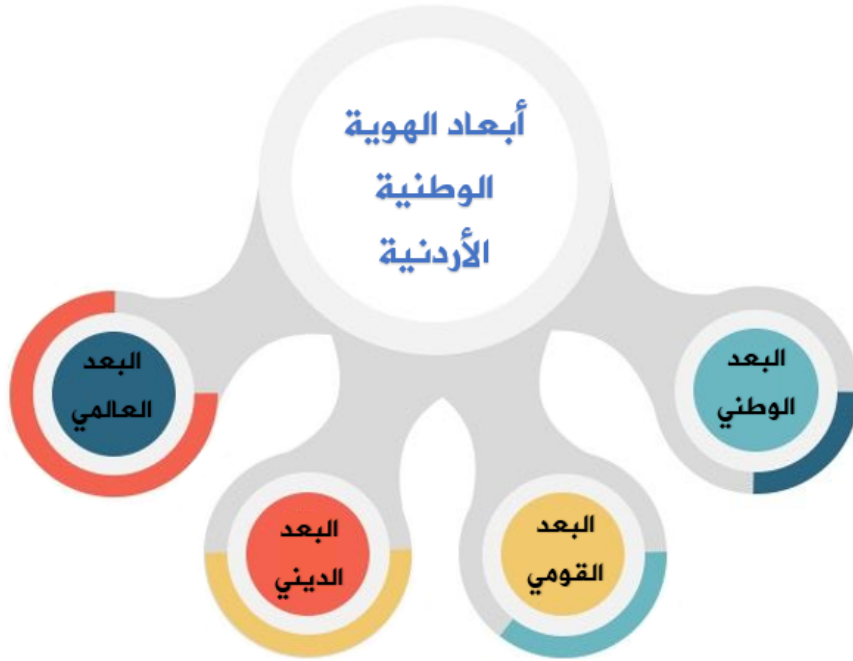 أبعاد الهوية
الوطنية
الأردنية
البعد
الوطني
البعد
القومي
البعد
الديني
البعد
العالمي